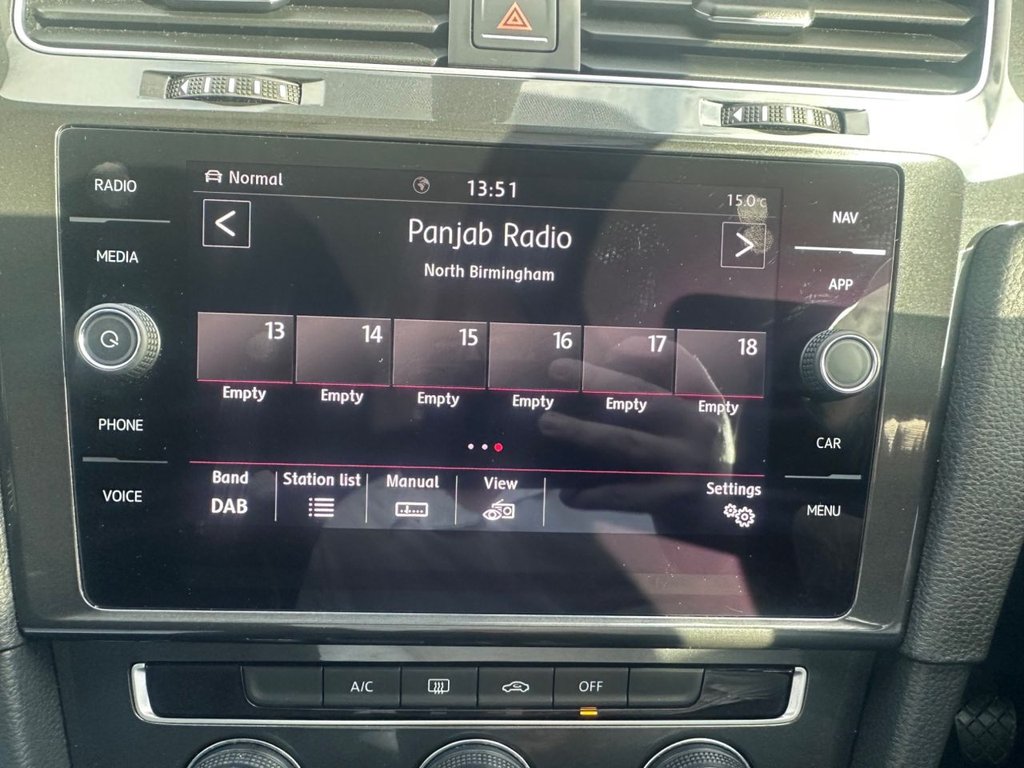 RADIO
MEDIA
PHONE
VOICE
Normal
13:51
15.0°C
<
Panjab Radio
>
North Birmingham
13 14 15 16 17 18
Empty Empty Empty Empty Empty Empty
Band Station list Manual View Settings
DAB
NAV
APP
CAR
MENU
A/C OFF